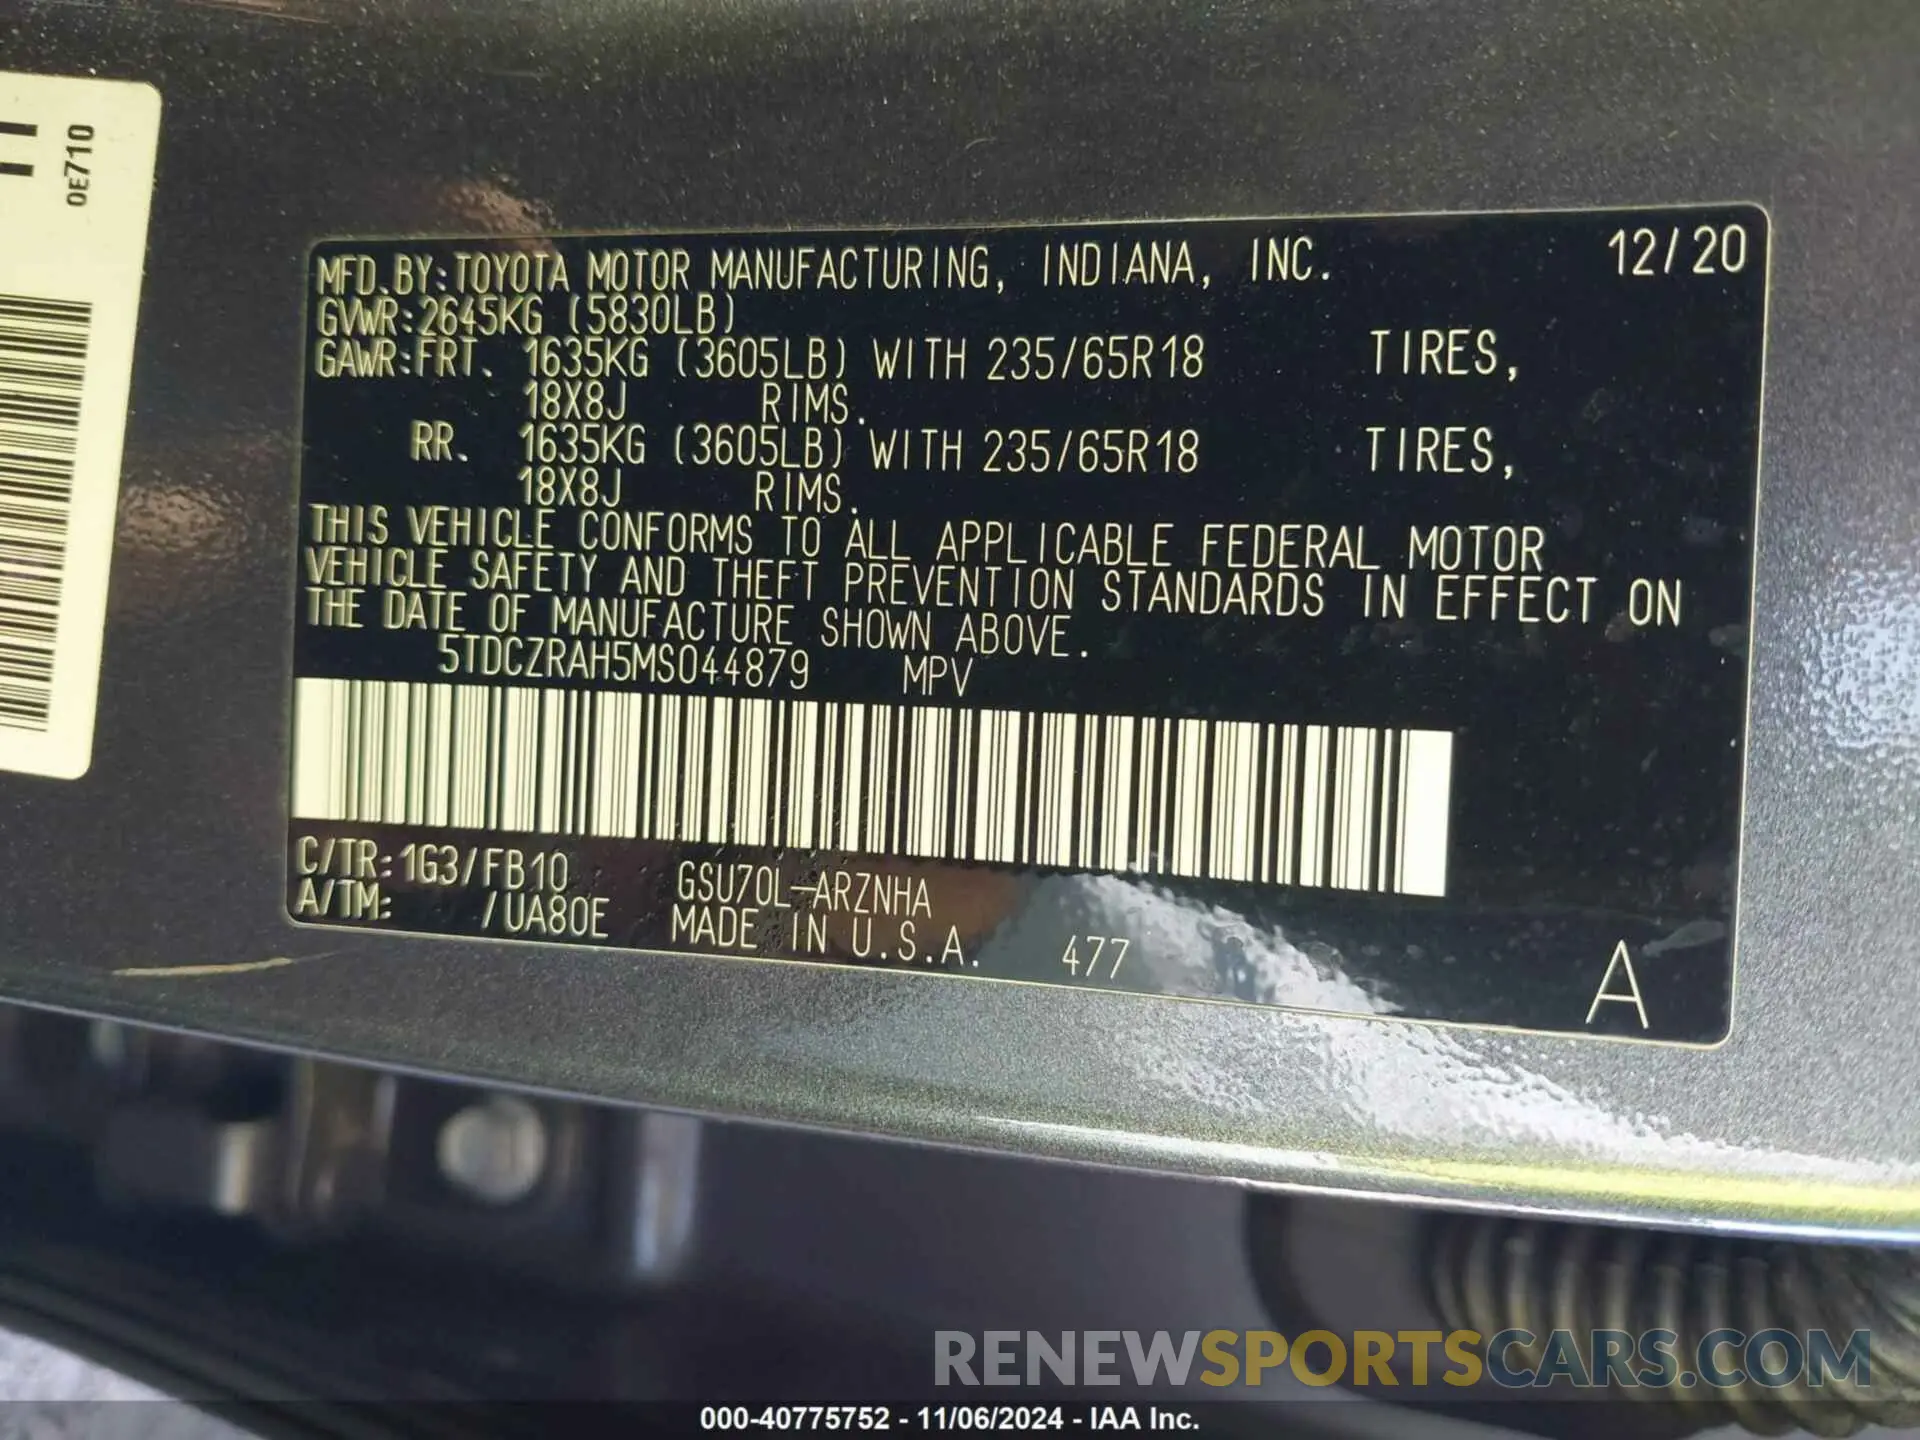 0E710
MFD. BY: TOYOTA MOTOR MANUFACTURING, INDIANA, INC. 12/20
GVWR: 2645KG (5830LB)
GAWR: FRT. 1635KG (3605LB) WITH 235/65R18 TIRES,
18X8J RIMS.
RR. 1635KG (3605LB) WITH 235/65R18 TIRES,
18X8J RIMS.
THIS VEHICLE CONFORMS TO ALL APPLICABLE FEDERAL MOTOR
VEHICLE SAFETY AND THEFT PREVENTION STANDARDS IN EFFECT ON
THE DATE OF MANUFACTURE SHOWN ABOVE.
5TDCZRAH5MS044879 MPV
C/TR: 1G3/FB10 GSU70L-ARZNHA
A/TM: /UA80E MADE IN U.S.A. 477
A
RENEWSPORTSCARS.COM
000-40775752 - 11/06/2024 - IAA Inc.